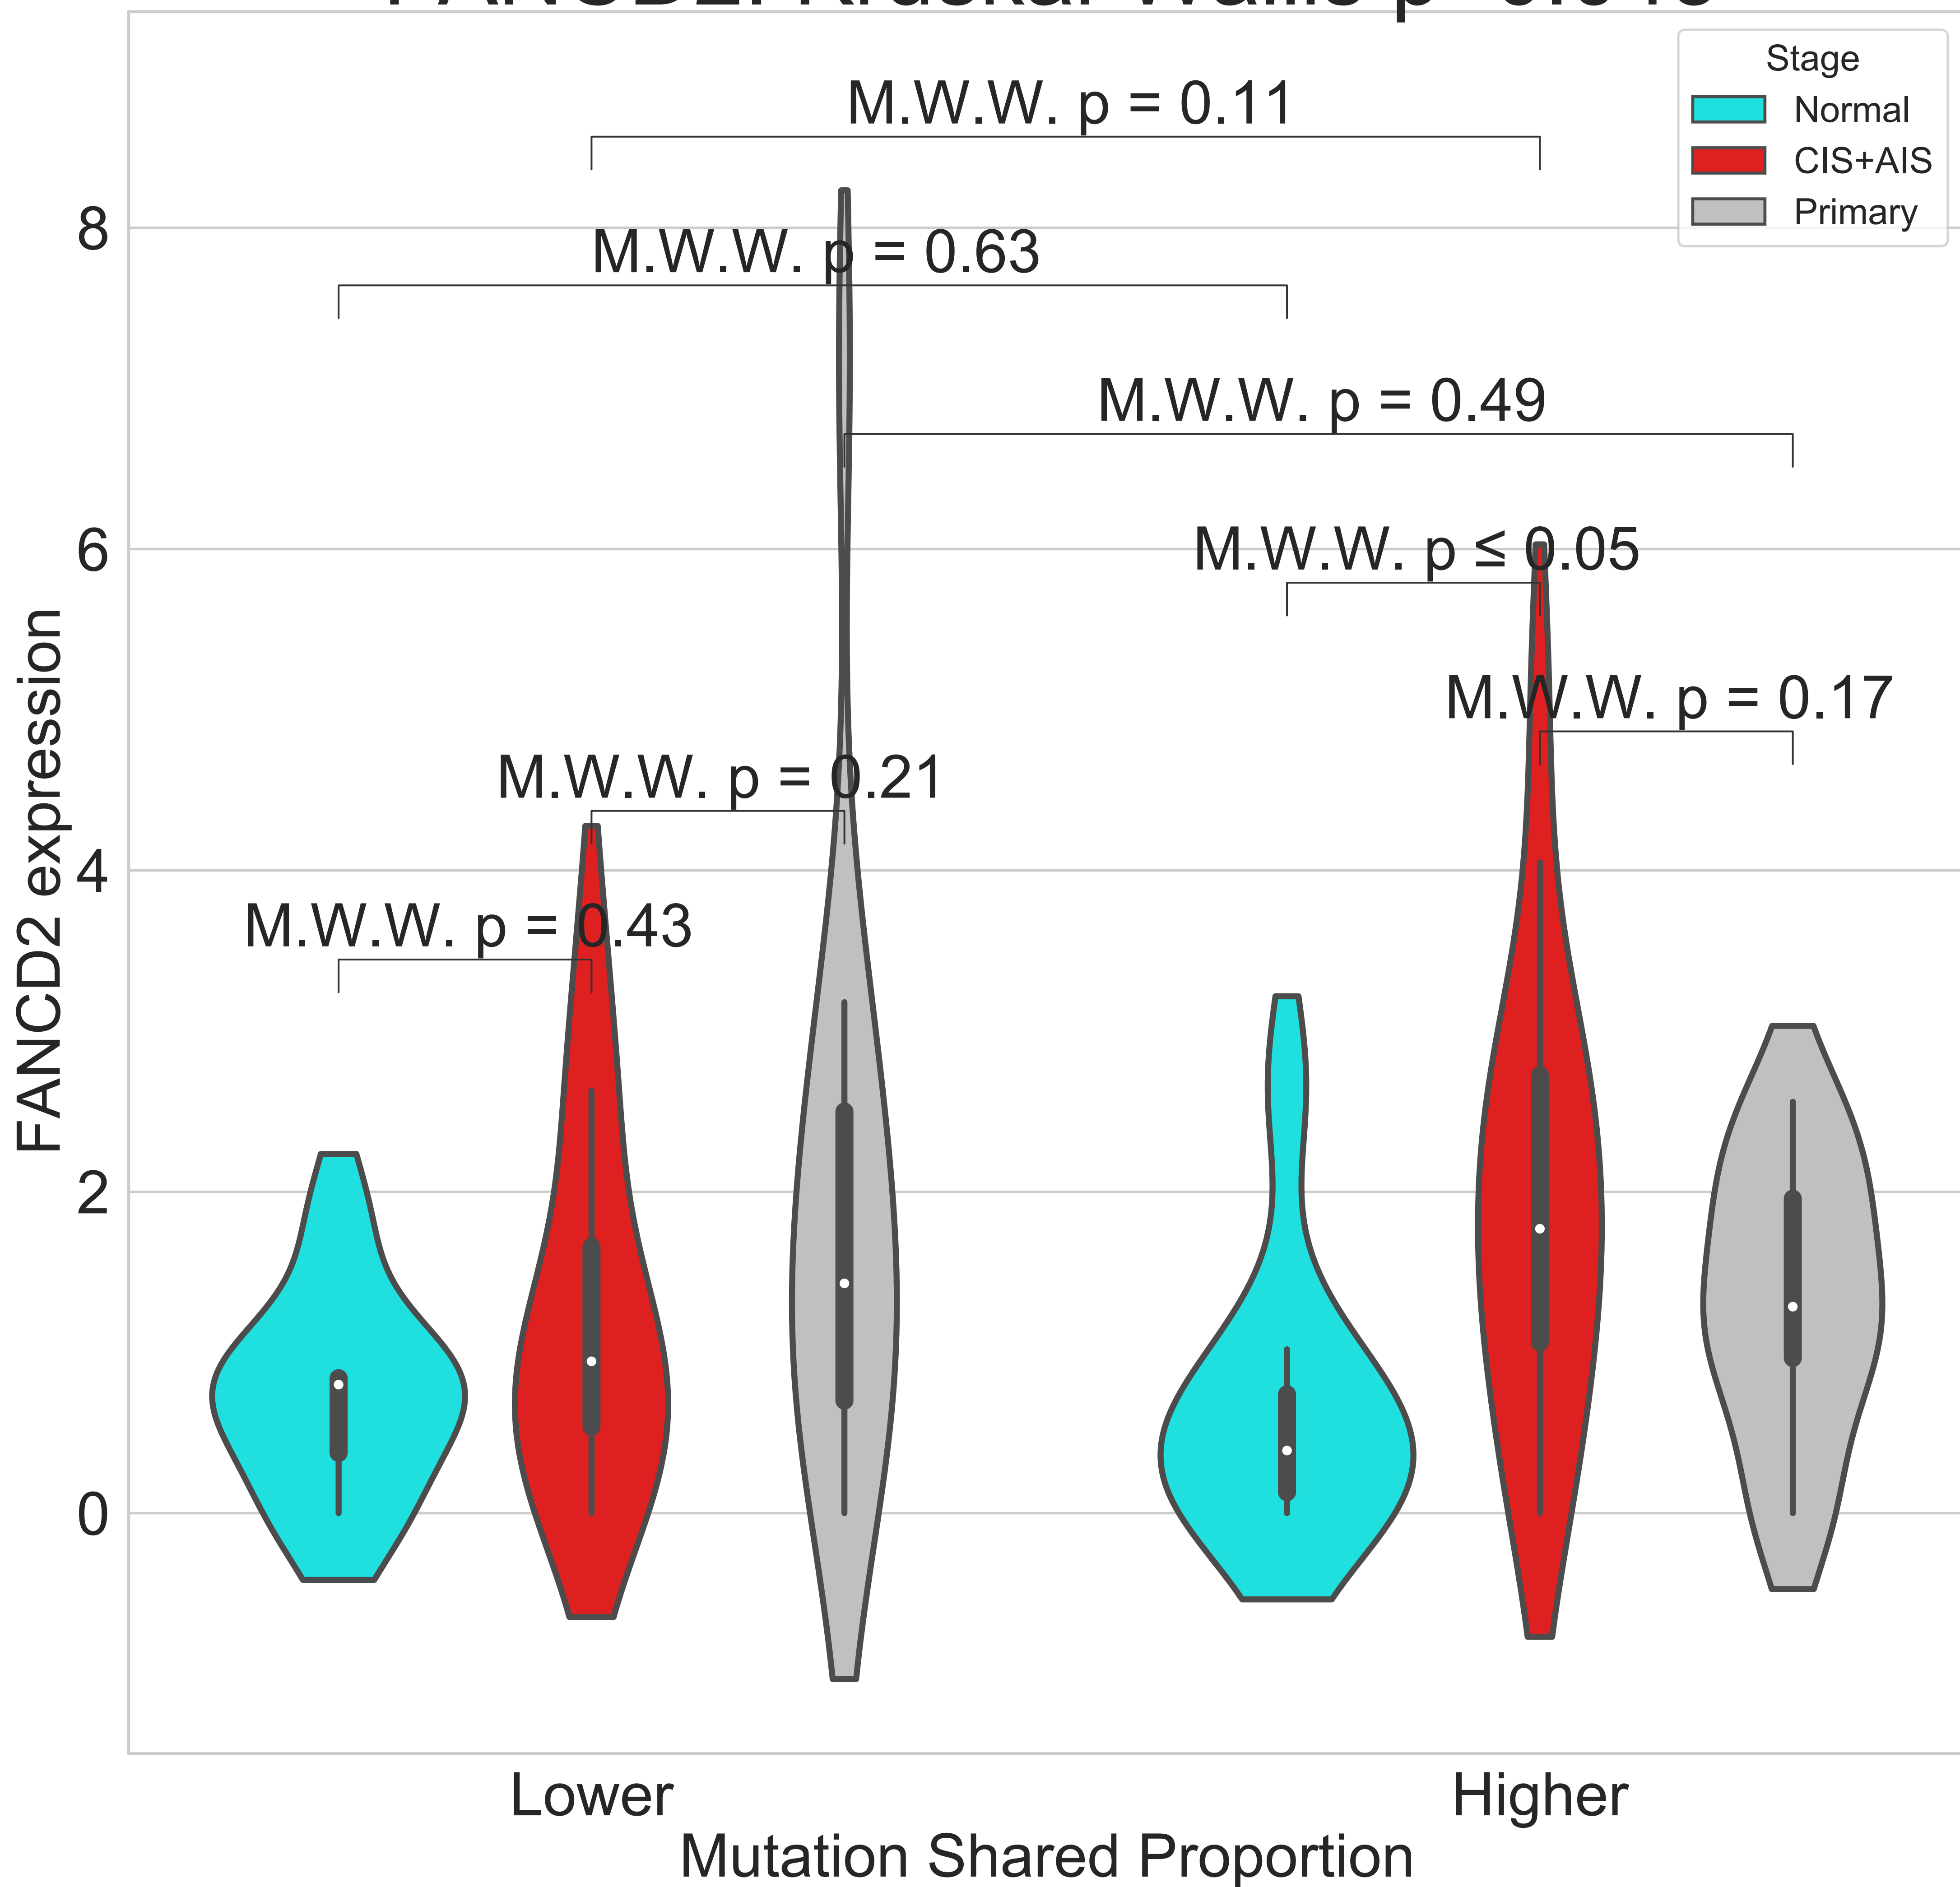 Stage
Normal
CIS+AIS
Primary
M.W.W. p = 0.11
M.W.W. p = 0.63
M.W.W. p = 0.49
M.W.W. p ≤ 0.05
M.W.W. p = 0.17
M.W.W. p = 0.21
M.W.W. p = 0.43
8
6
4
2
0
FANCD2 expression
Lower
Higher
Mutation Shared Proportion